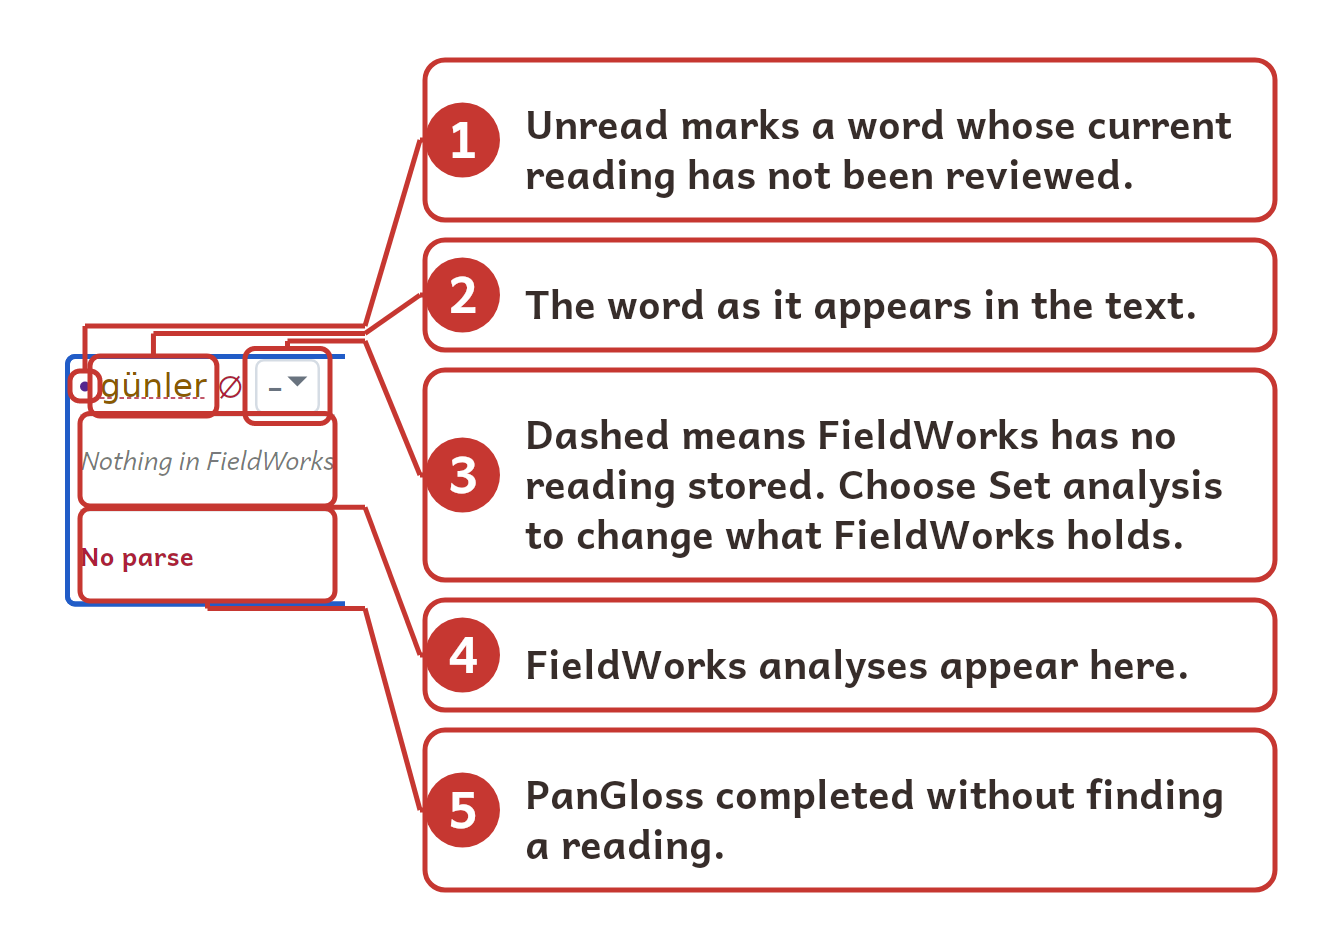 1
Unread marks a word whose current
reading has not been reviewed.
2
The word as it appears in the text.
günler ∅ –
3
Dashed means FieldWorks has no
reading stored. Choose Set analysis
to change what FieldWorks holds.
Nothing in FieldWorks
No parse
4
FieldWorks analyses appear here.
5
PanGloss completed without finding
a reading.